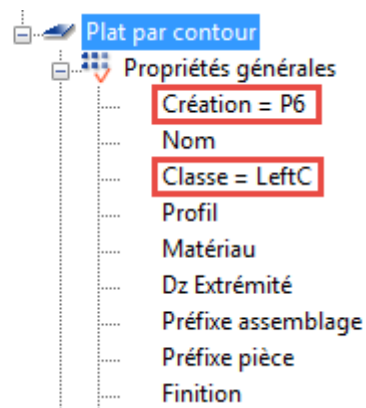 Plat par contour
Propriétés générales
Création = P6
Nom
Classe = LeftC
Profil
Matériau
Dz Extrémité
Préfixe assemblage
Préfixe pièce
Finition